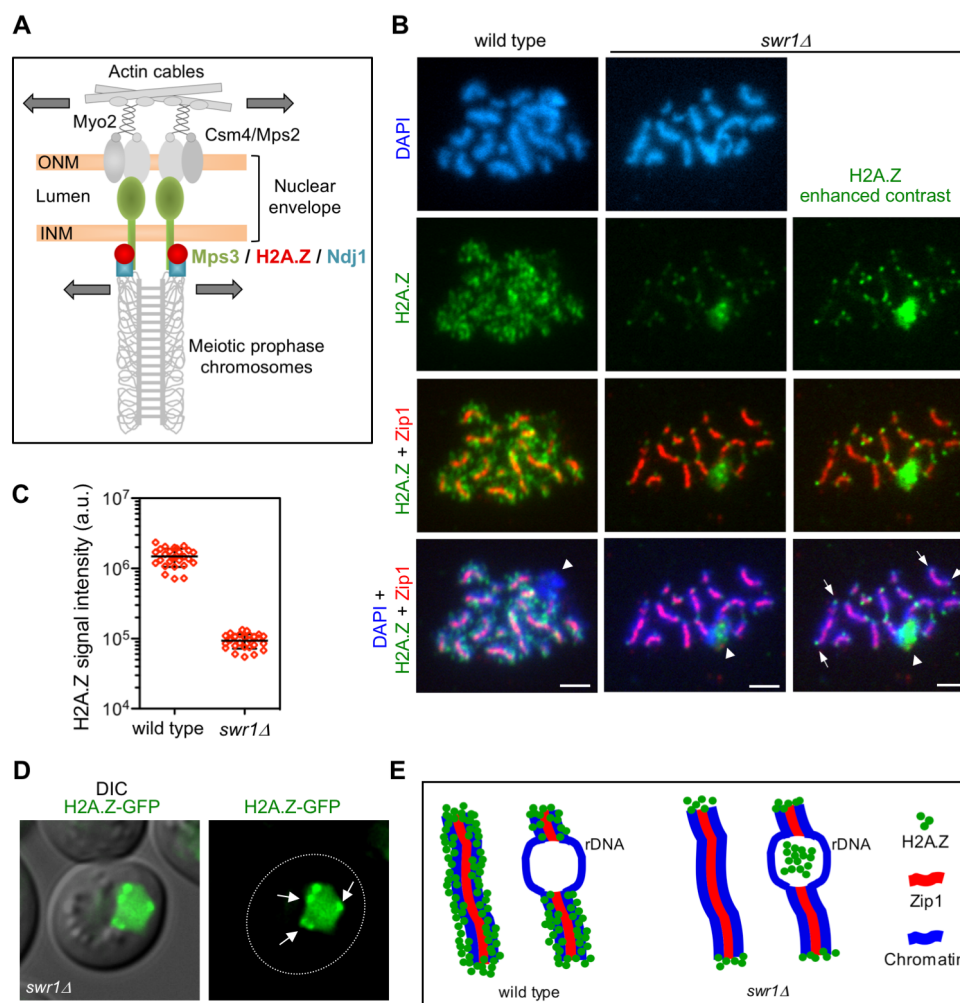 A
Actin cables
Myo2
Csm4/Mps2
ONM
Lumen
Nuclear
envelope
INM
Mps3 / H2A.Z / Ndj1
Meiotic prophase
chromosomes
B
wild type
swr1Δ
DAPI
H2A.Z
enhanced contrast
H2A.Z
H2A.Z + Zip1
DAPI +
H2A.Z + Zip1
C
H2A.Z signal intensity (a.u.)
10⁷
10⁶
10⁵
10⁴
wild type
swr1Δ
D
DIC
H2A.Z-GFP
H2A.Z-GFP
swr1Δ
E
rDNA
rDNA
H2A.Z
Zip1
Chromatin
wild type
swr1Δ